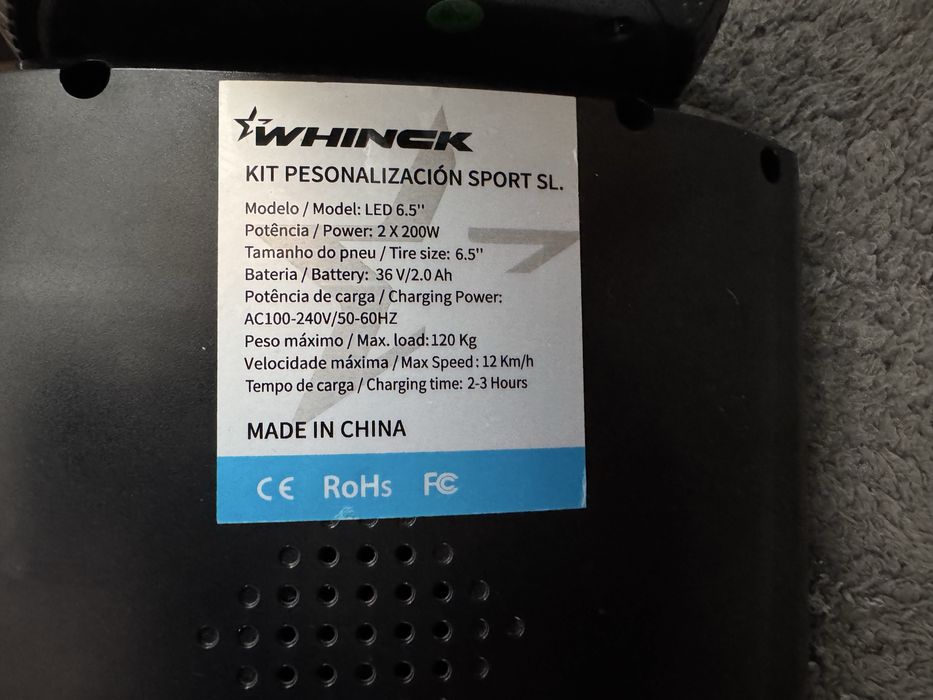 WHINCK
KIT PESONALIZACIÓN SPORT SL.
Modelo / Model: LED 6.5''
Potência / Power: 2 X 200W
Tamanho do pneu / Tire size: 6.5''
Bateria / Battery: 36 V/2.0 Ah
Potência de carga / Charging Power:
AC100-240V/50-60HZ
Peso máximo / Max. load: 120 Kg
Velocidade máxima / Max Speed: 12 Km/h
Tempo de carga / Charging time: 2-3 Hours
MADE IN CHINA
CE RoHs FC